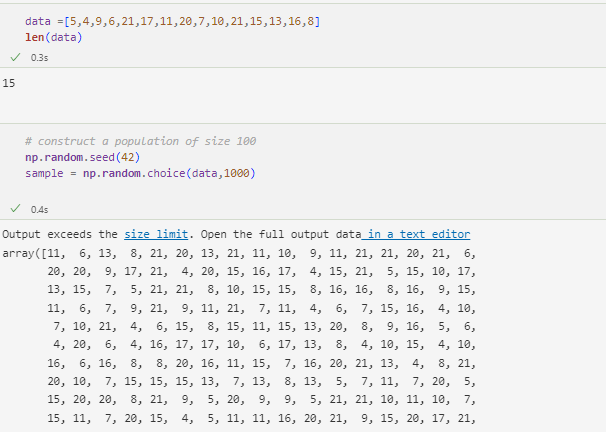 data =[5,4,9,6,21,17,11,20,7,10,21,15,13,16,8]
len(data)
✓ 0.3s
15
# construct a population of size 100
np.random.seed(42)
sample = np.random.choice(data,1000)
✓ 0.4s
Output exceeds the size limit. Open the full output data in a text editor
array([11,  6, 13,  8, 21, 20, 13, 21, 11, 10,  9, 11, 21, 21, 20, 21,  6,
20, 20,  9, 17, 21,  4, 20, 15, 16, 17,  4, 15, 21,  5, 15, 10, 17,
13, 15,  7,  5, 21, 21,  8, 10, 15, 15,  8, 16, 16,  8, 16,  9, 15,
11,  6,  7,  9, 21,  9, 11, 21,  7, 11,  4,  6,  7, 15, 16,  4, 10,
7, 10, 21,  4,  6, 15,  8, 15, 11, 15, 13, 20,  8,  9, 16,  5,  6,
4, 20,  6,  4, 16, 17, 17, 10,  6, 17, 13,  8,  4, 10, 15,  4, 10,
16,  6, 16,  8,  8, 20, 16, 11, 15,  7, 16, 20, 21, 13,  4,  8, 21,
20, 10,  7, 15, 15, 15, 13,  7, 13,  8, 13,  5,  7, 11,  7, 20,  5,
15, 20, 20,  8, 21,  9,  5, 20,  9,  9,  5, 21, 21, 10, 11, 10,  7,
15, 11,  7, 20, 15,  4,  5, 11, 11, 16, 20, 21,  9, 15, 20, 17, 21,